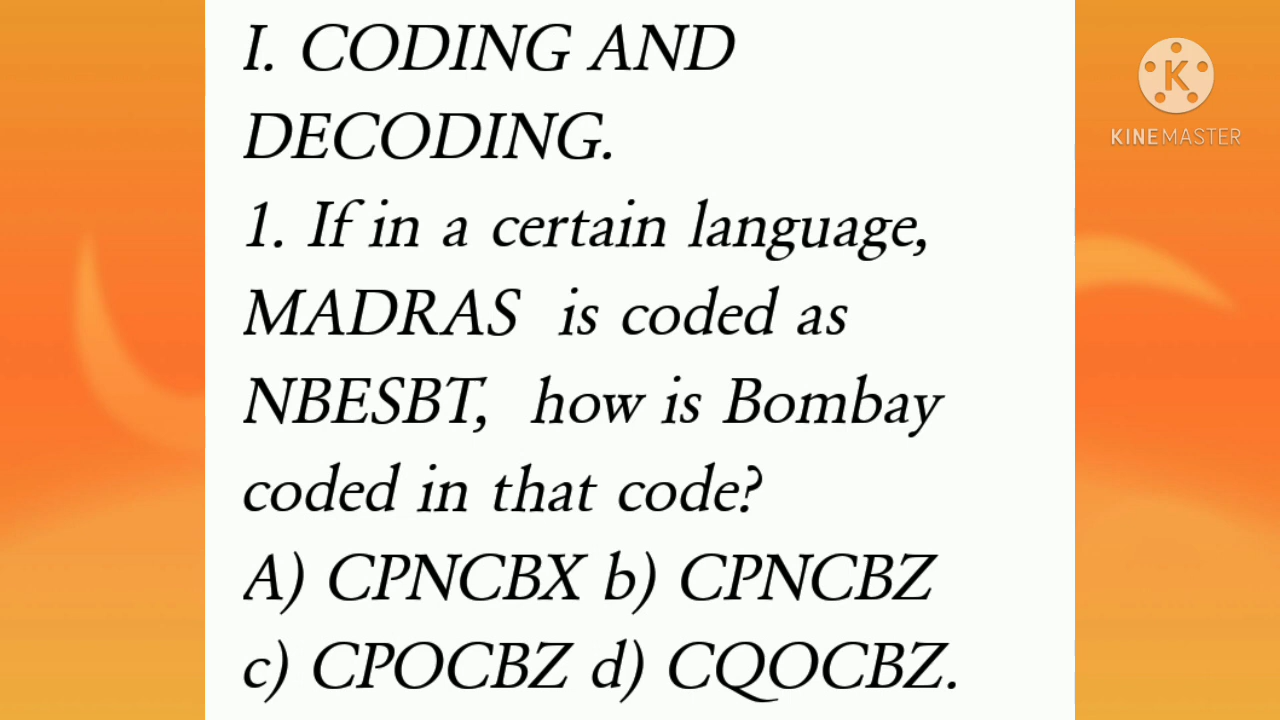 I. CODING AND
DECODING.
1. If in a certain language,
MADRAS is coded as
NBESBT, how is Bombay
coded in that code?
A) CPNCBX b) CPNCBZ
c) CPOCBZ d) CQOCBZ.
K
KINEMASTER